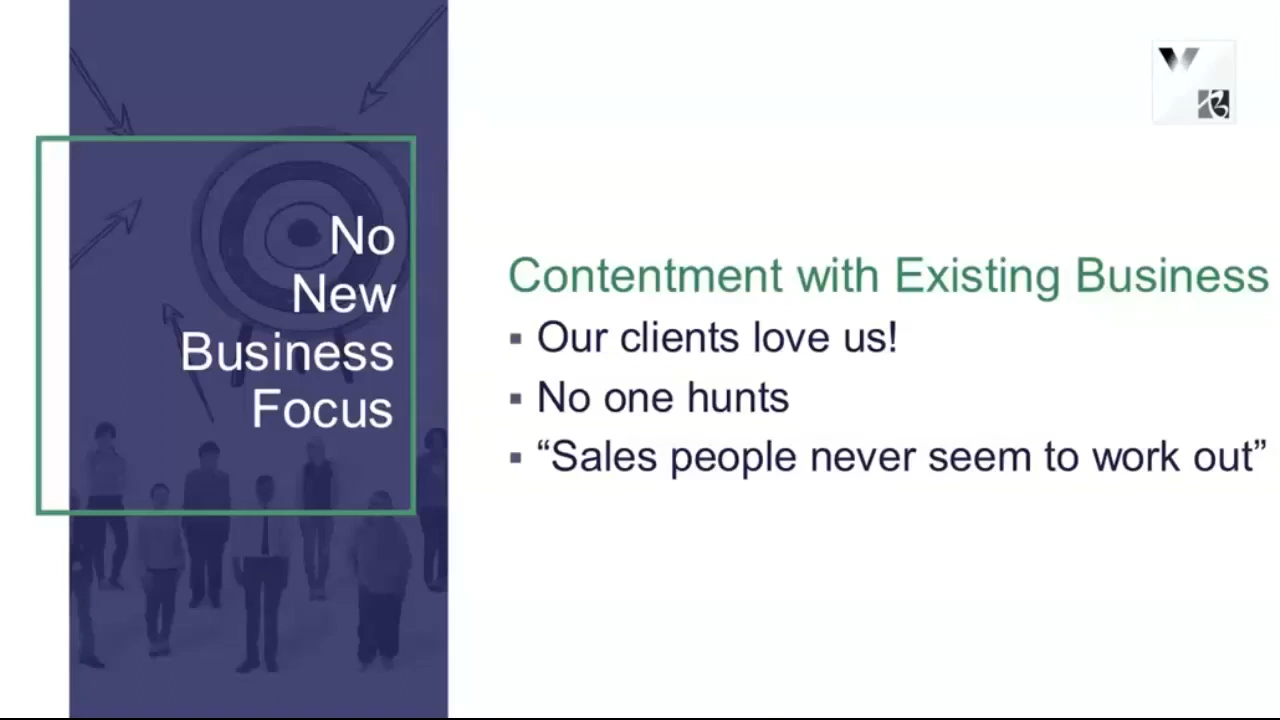 No
New
Business
Focus
Contentment with Existing Business
▪ Our clients love us!
▪ No one hunts
▪ “Sales people never seem to work out”